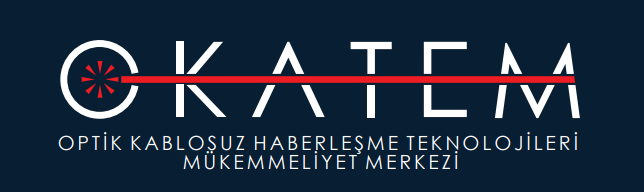 OKATEM
OPTİK KABLOSUZ HABERLEŞME TEKNOLOJİLERİ
MÜKEMMELİYET MERKEZİ